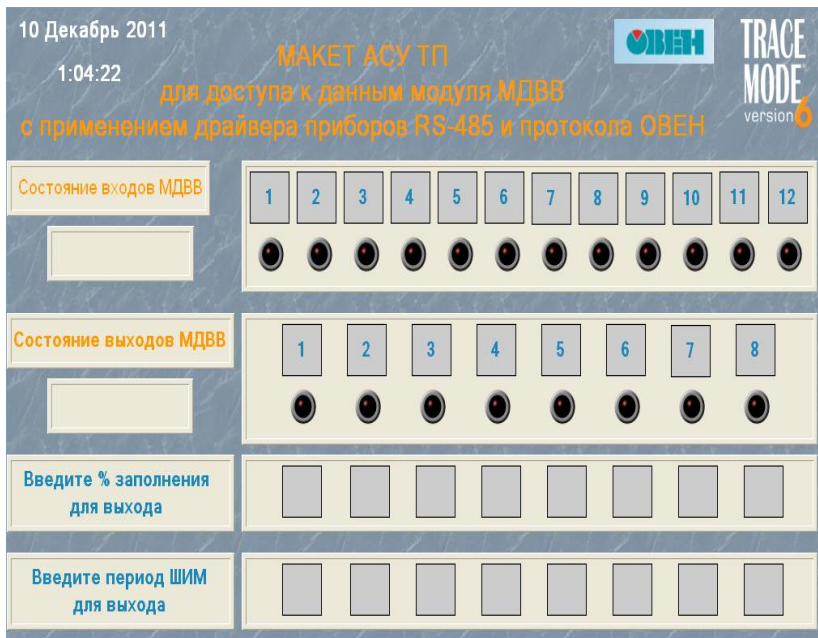 10 Декабрь 2011
1:04:22
МАКЕТ АСУ ТП
для доступа к данным модуля МДВВ
с применением драйвера приборов RS-485 и протокола ОВЕН
ОВЕН
TRACE
MODE
version 6
Состояние входов МДВВ
1 2 3 4 5 6 7 8 9 10 11 12
Состояние выходов МДВВ
1 2 3 4 5 6 7 8
Введите % заполнения
для выхода
Введите период ШИМ
для выхода